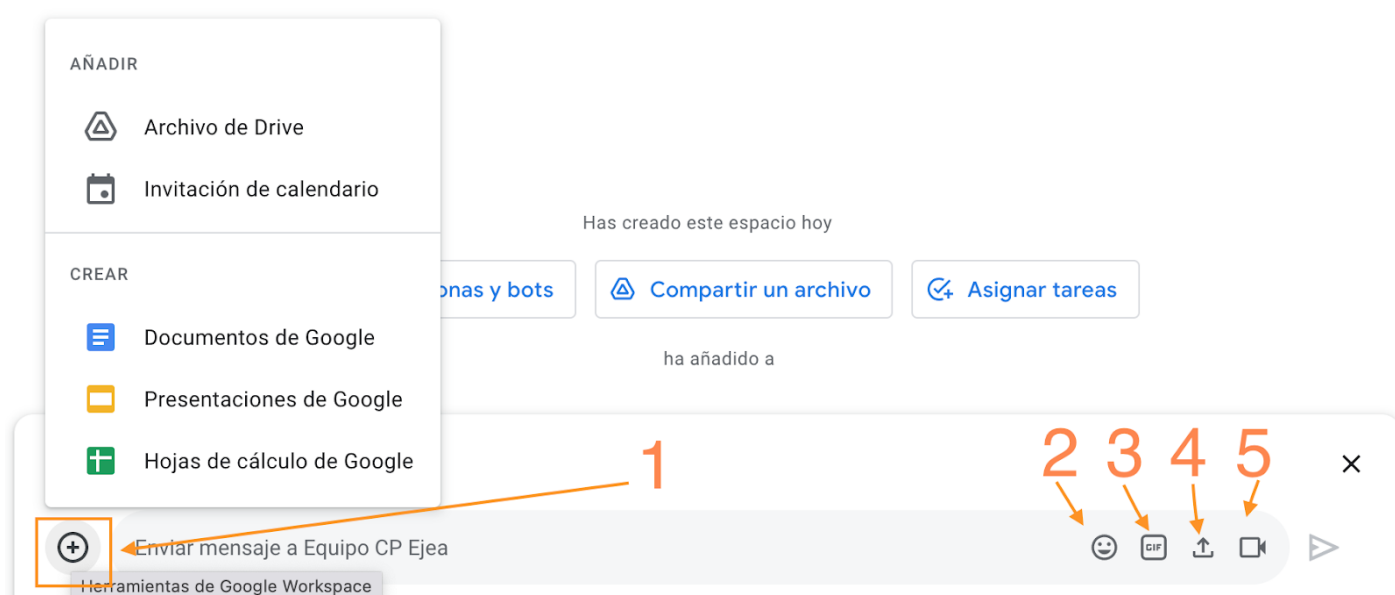 AÑADIR
Archivo de Drive
Invitación de calendario
CREAR
Documentos de Google
Presentaciones de Google
Hojas de cálculo de Google
Has creado este espacio hoy
onas y bots
Compartir un archivo
Asignar tareas
ha añadido a
1
2 3 4 5
Enviar mensaje a Equipo CP Ejea
GIF
Herramientas de Google Workspace